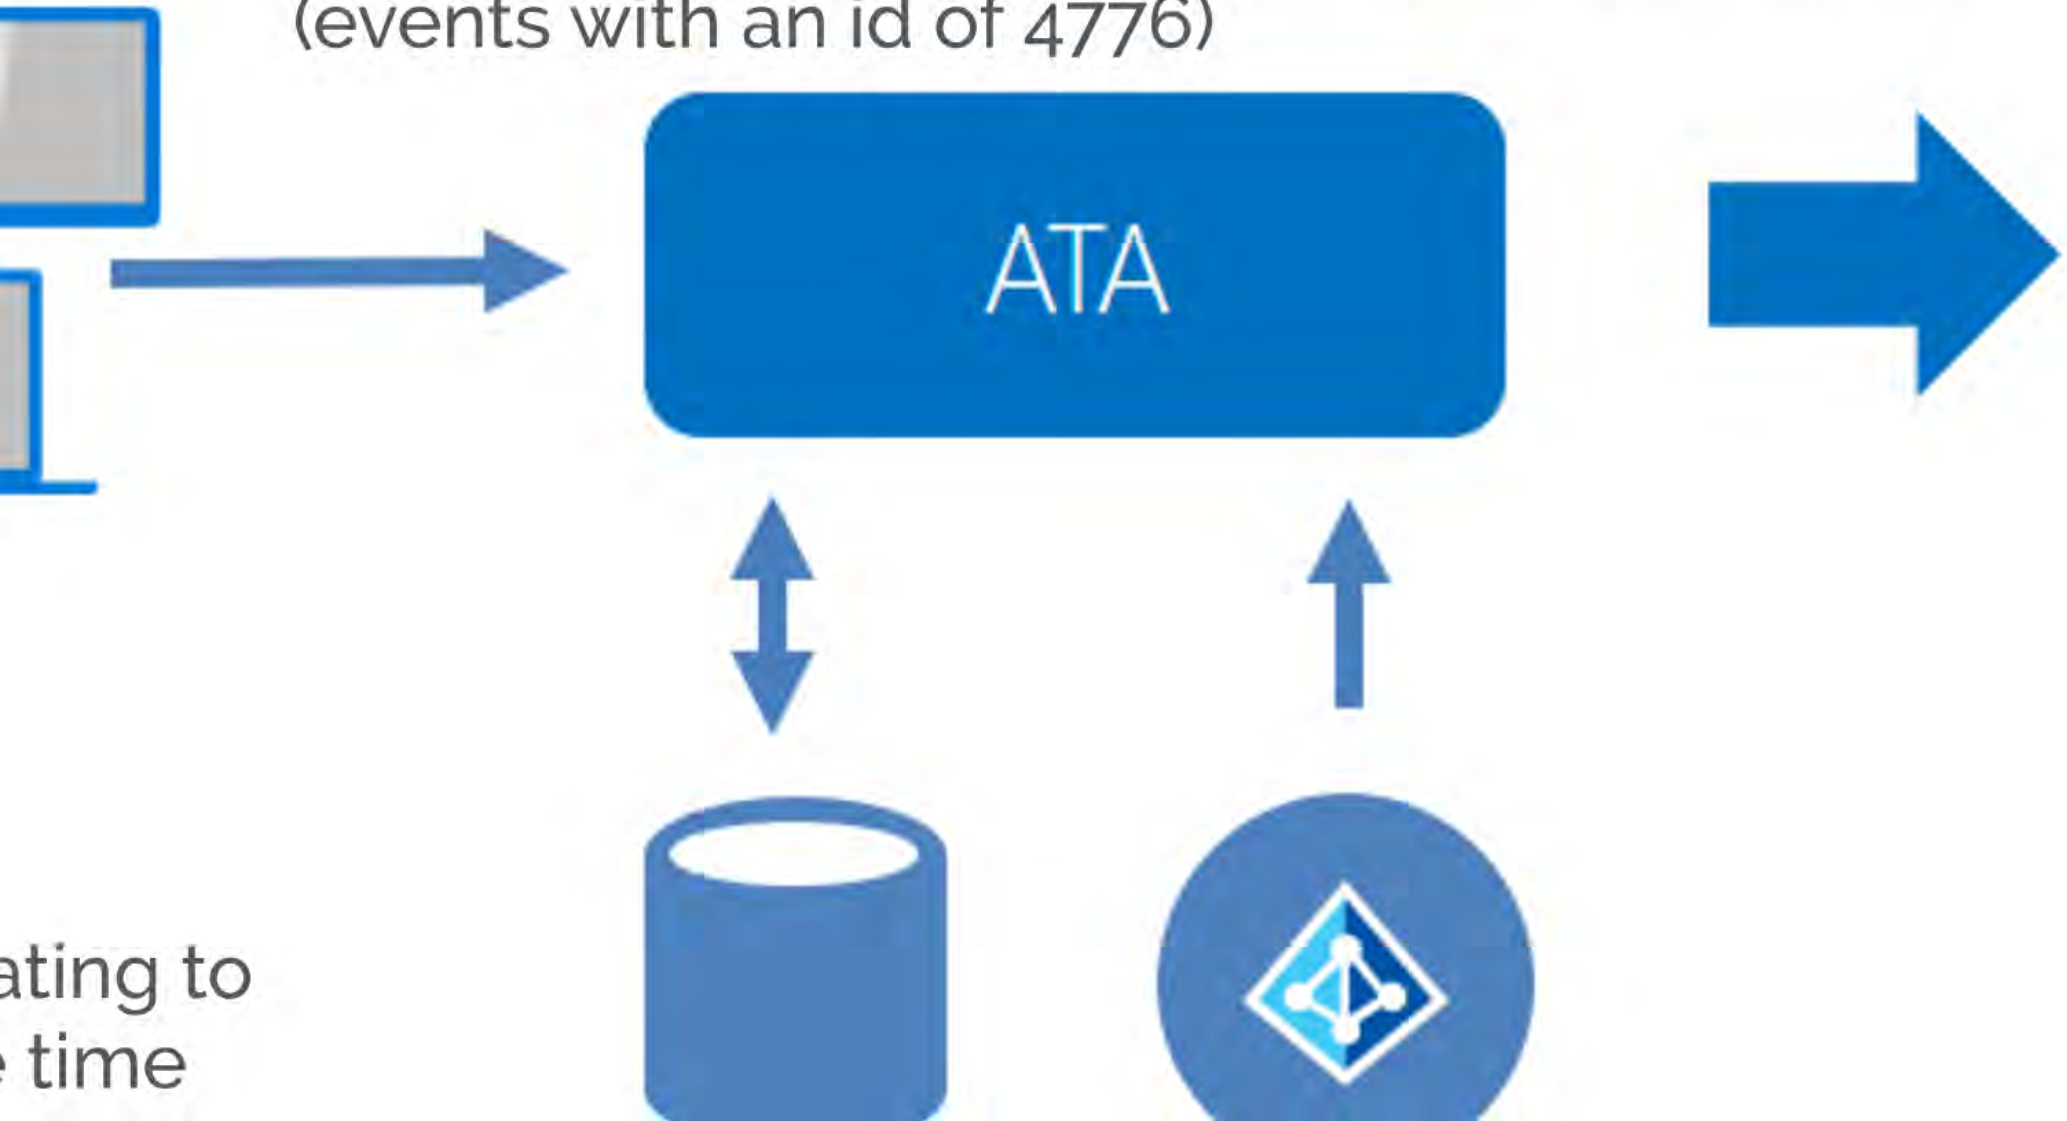 (events with an id of 4776)
ATA
ating to
time